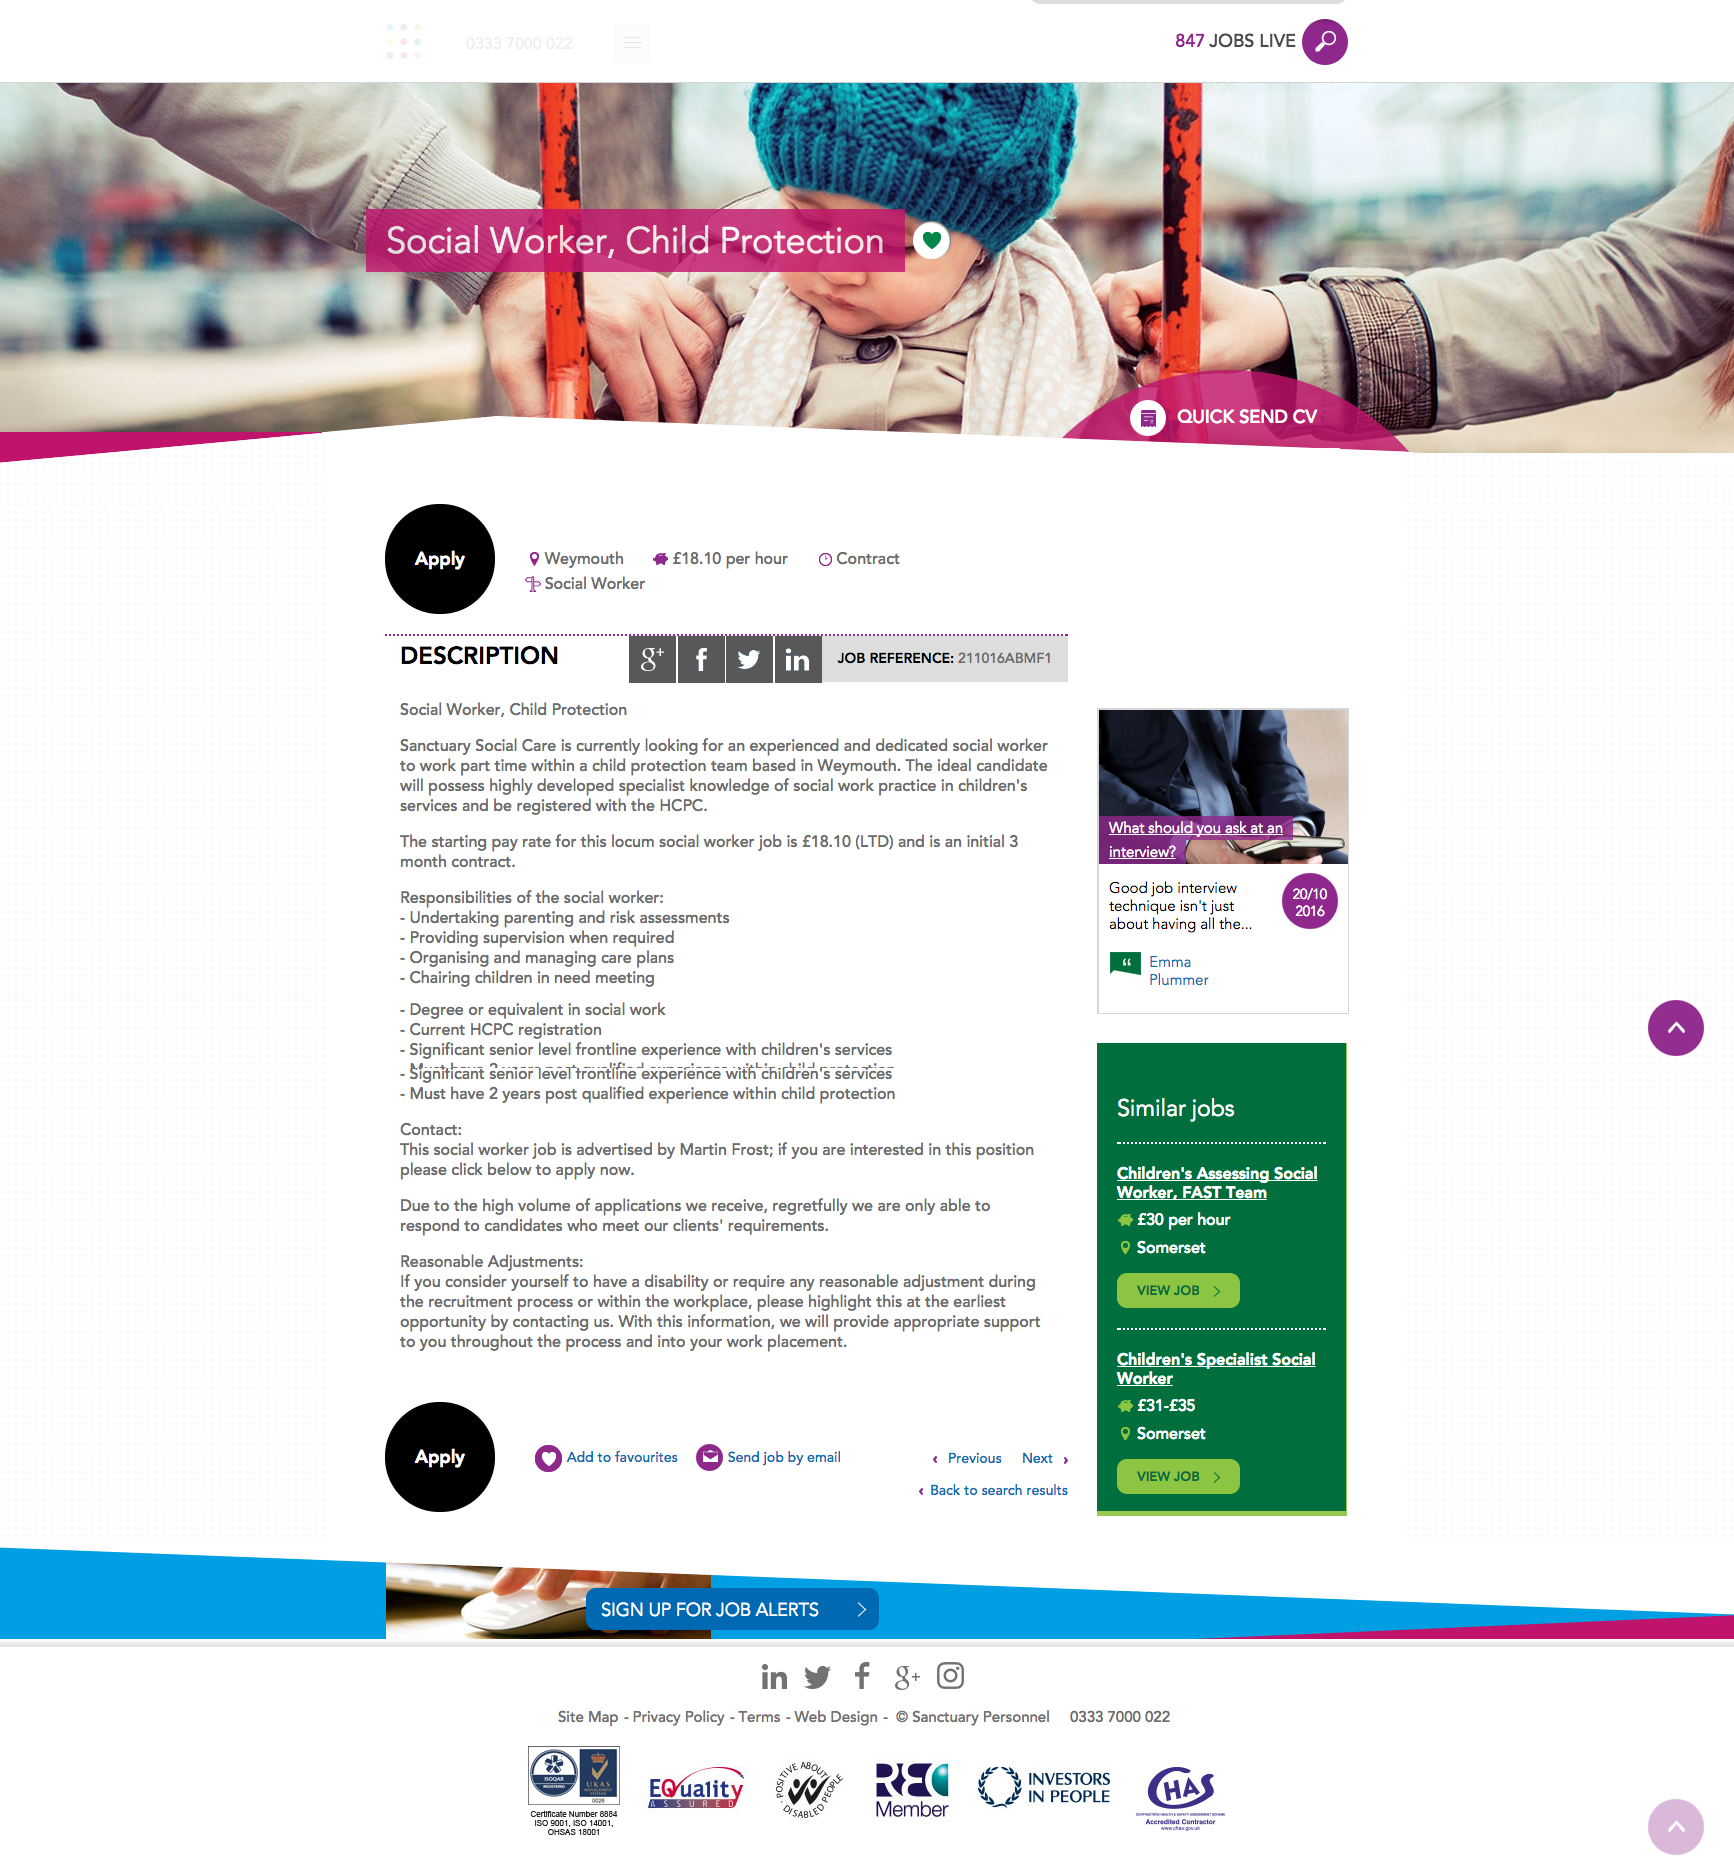 0333 7000 022
847 JOBS LIVE
Social Worker, Child Protection
QUICK SEND CV
Apply
Weymouth
£18.10 per hour
Contract
Social Worker
DESCRIPTION
JOB REFERENCE: 211016ABMF1
Social Worker, Child Protection
Sanctuary Social Care is currently looking for an experienced and dedicated social worker
to work part time within a child protection team based in Weymouth. The ideal candidate
will possess highly developed specialist knowledge of social work practice in children's
services and be registered with the HCPC.
The starting pay rate for this locum social worker job is £18.10 (LTD) and is an initial 3
month contract.
Responsibilities of the social worker:
- Undertaking parenting and risk assessments
- Providing supervision when required
- Organising and managing care plans
- Chairing children in need meeting
- Degree or equivalent in social work
- Current HCPC registration
- Significant senior level frontline experience with children's services
- Significant senior level frontline experience with children's services
- Must have 2 years post qualified experience within child protection
Contact:
This social worker job is advertised by Martin Frost; if you are interested in this position
please click below to apply now.
Due to the high volume of applications we receive, regretfully we are only able to
respond to candidates who meet our clients' requirements.
Reasonable Adjustments:
If you consider yourself to have a disability or require any reasonable adjustment during
the recruitment process or within the workplace, please highlight this at the earliest
opportunity by contacting us. With this information, we will provide appropriate support
to you throughout the process and into your work placement.
Apply
Add to favourites
Send job by email
Previous
Next
Back to search results
What should you ask at an
interview?
Good job interview
technique isn't just
about having all the...
20/10
2016
Emma
Plummer
Similar jobs
Children's Assessing Social
Worker, FAST Team
£30 per hour
Somerset
VIEW JOB
Children's Specialist Social
Worker
£31-£35
Somerset
VIEW JOB
SIGN UP FOR JOB ALERTS
Site Map - Privacy Policy - Terms - Web Design - © Sanctuary Personnel 0333 7000 022
ISOQAR
REGISTERED
UKAS
MANAGEMENT
SYSTEMS
0026
Certificate Number 8884
ISO 9001, ISO 14001,
OHSAS 18001
EQuality
ASSURED
POSITIVE ABOUT
DISABLED PEOPLE
REC
Member
INVESTORS
IN PEOPLE
CHAS
CONTRACTORS HEALTH & SAFETY ASSESSMENT SCHEME
Accredited Contractor
www.chas.gov.uk